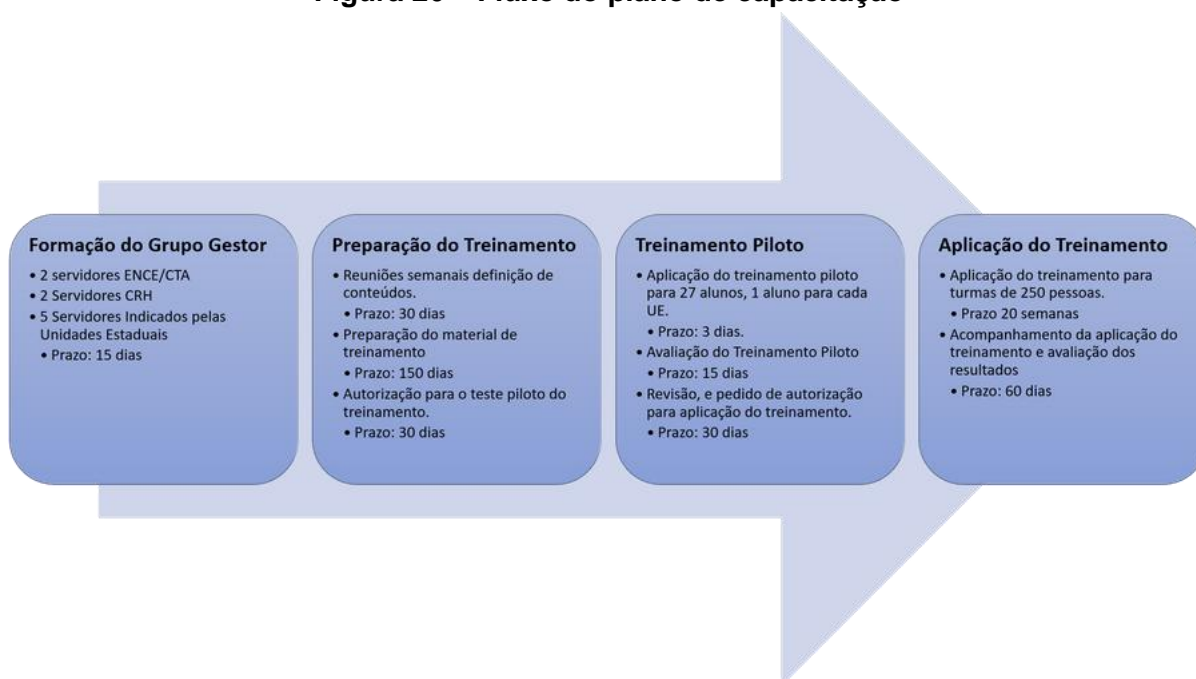 Formação do Grupo Gestor
• 2 servidores ENCE/CTA
• 2 Servidores CRH
• 5 Servidores Indicados pelas
Unidades Estaduais
• Prazo: 15 dias
Preparação do Treinamento
• Reuniões semanais definição de
conteúdos.
• Prazo: 30 dias
• Preparação do material de
treinamento
• Prazo: 150 dias
• Autorização para o teste piloto do
treinamento.
• Prazo: 30 dias
Treinamento Piloto
• Aplicação do treinamento piloto
para 27 alunos, 1 aluno para cada
UE.
• Prazo: 3 dias.
• Avaliação do Treinamento Piloto
• Prazo: 15 dias
• Revisão, e pedido de autorização
para aplicação do treinamento.
• Prazo: 30 dias
Aplicação do Treinamento
• Aplicação do treinamento para
turmas de 250 pessoas.
• Prazo 20 semanas
• Acompanhamento da aplicação do
treinamento e avaliação dos
resultados
• Prazo: 60 dias